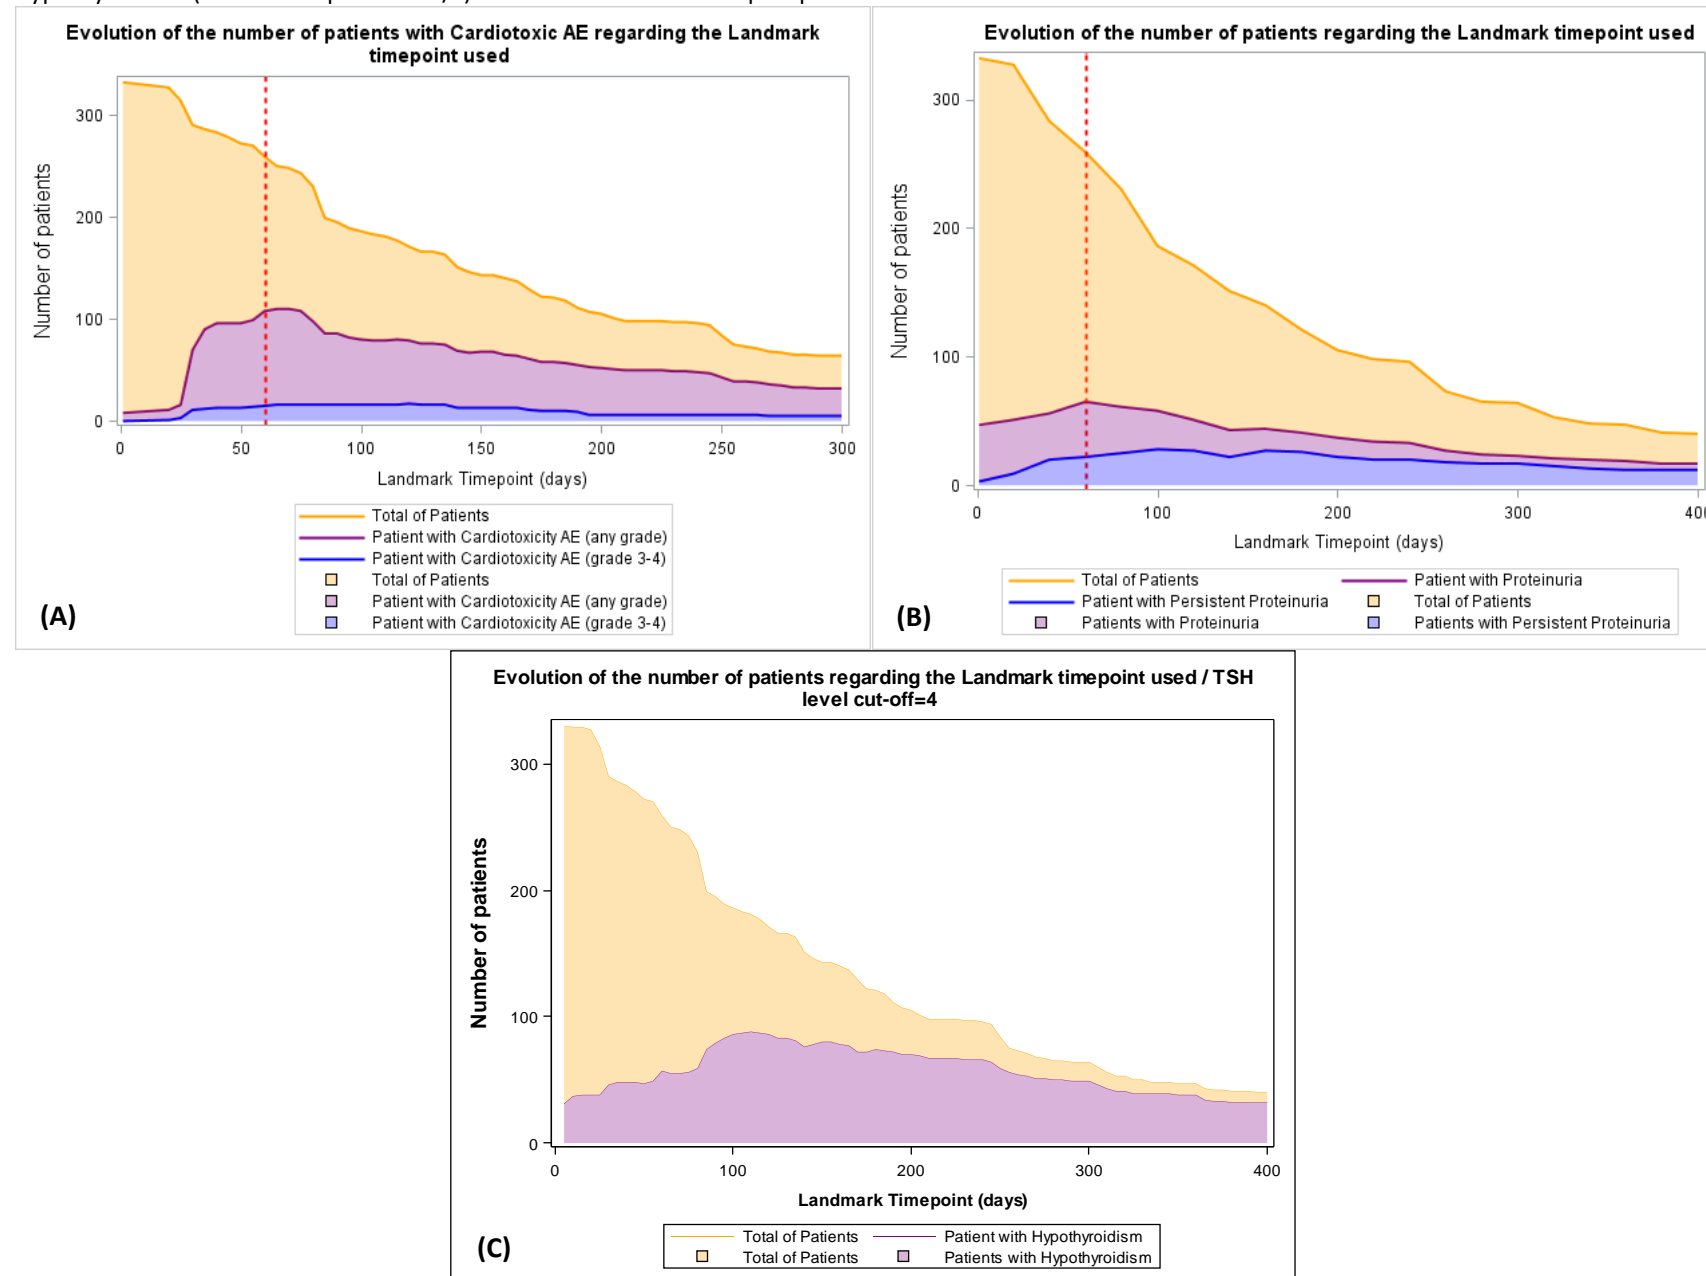 Evolution of the number of patients with Cardiotoxic AE regarding the Landmark
timepoint used
Number of patients
300
200
100
0
0 50 100 150 200 250 300
Landmark Timepoint (days)
Total of Patients
Patient with Cardiotoxicity AE (any grade)
Patient with Cardiotoxicity AE (grade 3-4)
Total of Patients
Patient with Cardiotoxicity AE (any grade)
Patient with Cardiotoxicity AE (grade 3-4)
(A)
Evolution of the number of patients regarding the Landmark timepoint used
Number of patients
300
200
100
0
0 100 200 300
Landmark Timepoint (days)
Total of Patients Patient with Proteinuria
Patient with Persistent Proteinuria Total of Patients
Patients with Proteinuria Patients with Persistent Proteinuria
(B)
Evolution of the number of patients regarding the Landmark timepoint used / TSH
level cut-off=4
Number of patients
300
200
100
0
0 100 200 300 400
Landmark Timepoint (days)
Total of Patients Patient with Hypothyroidism
Total of Patients Patients with Hypothyroidism
(C)